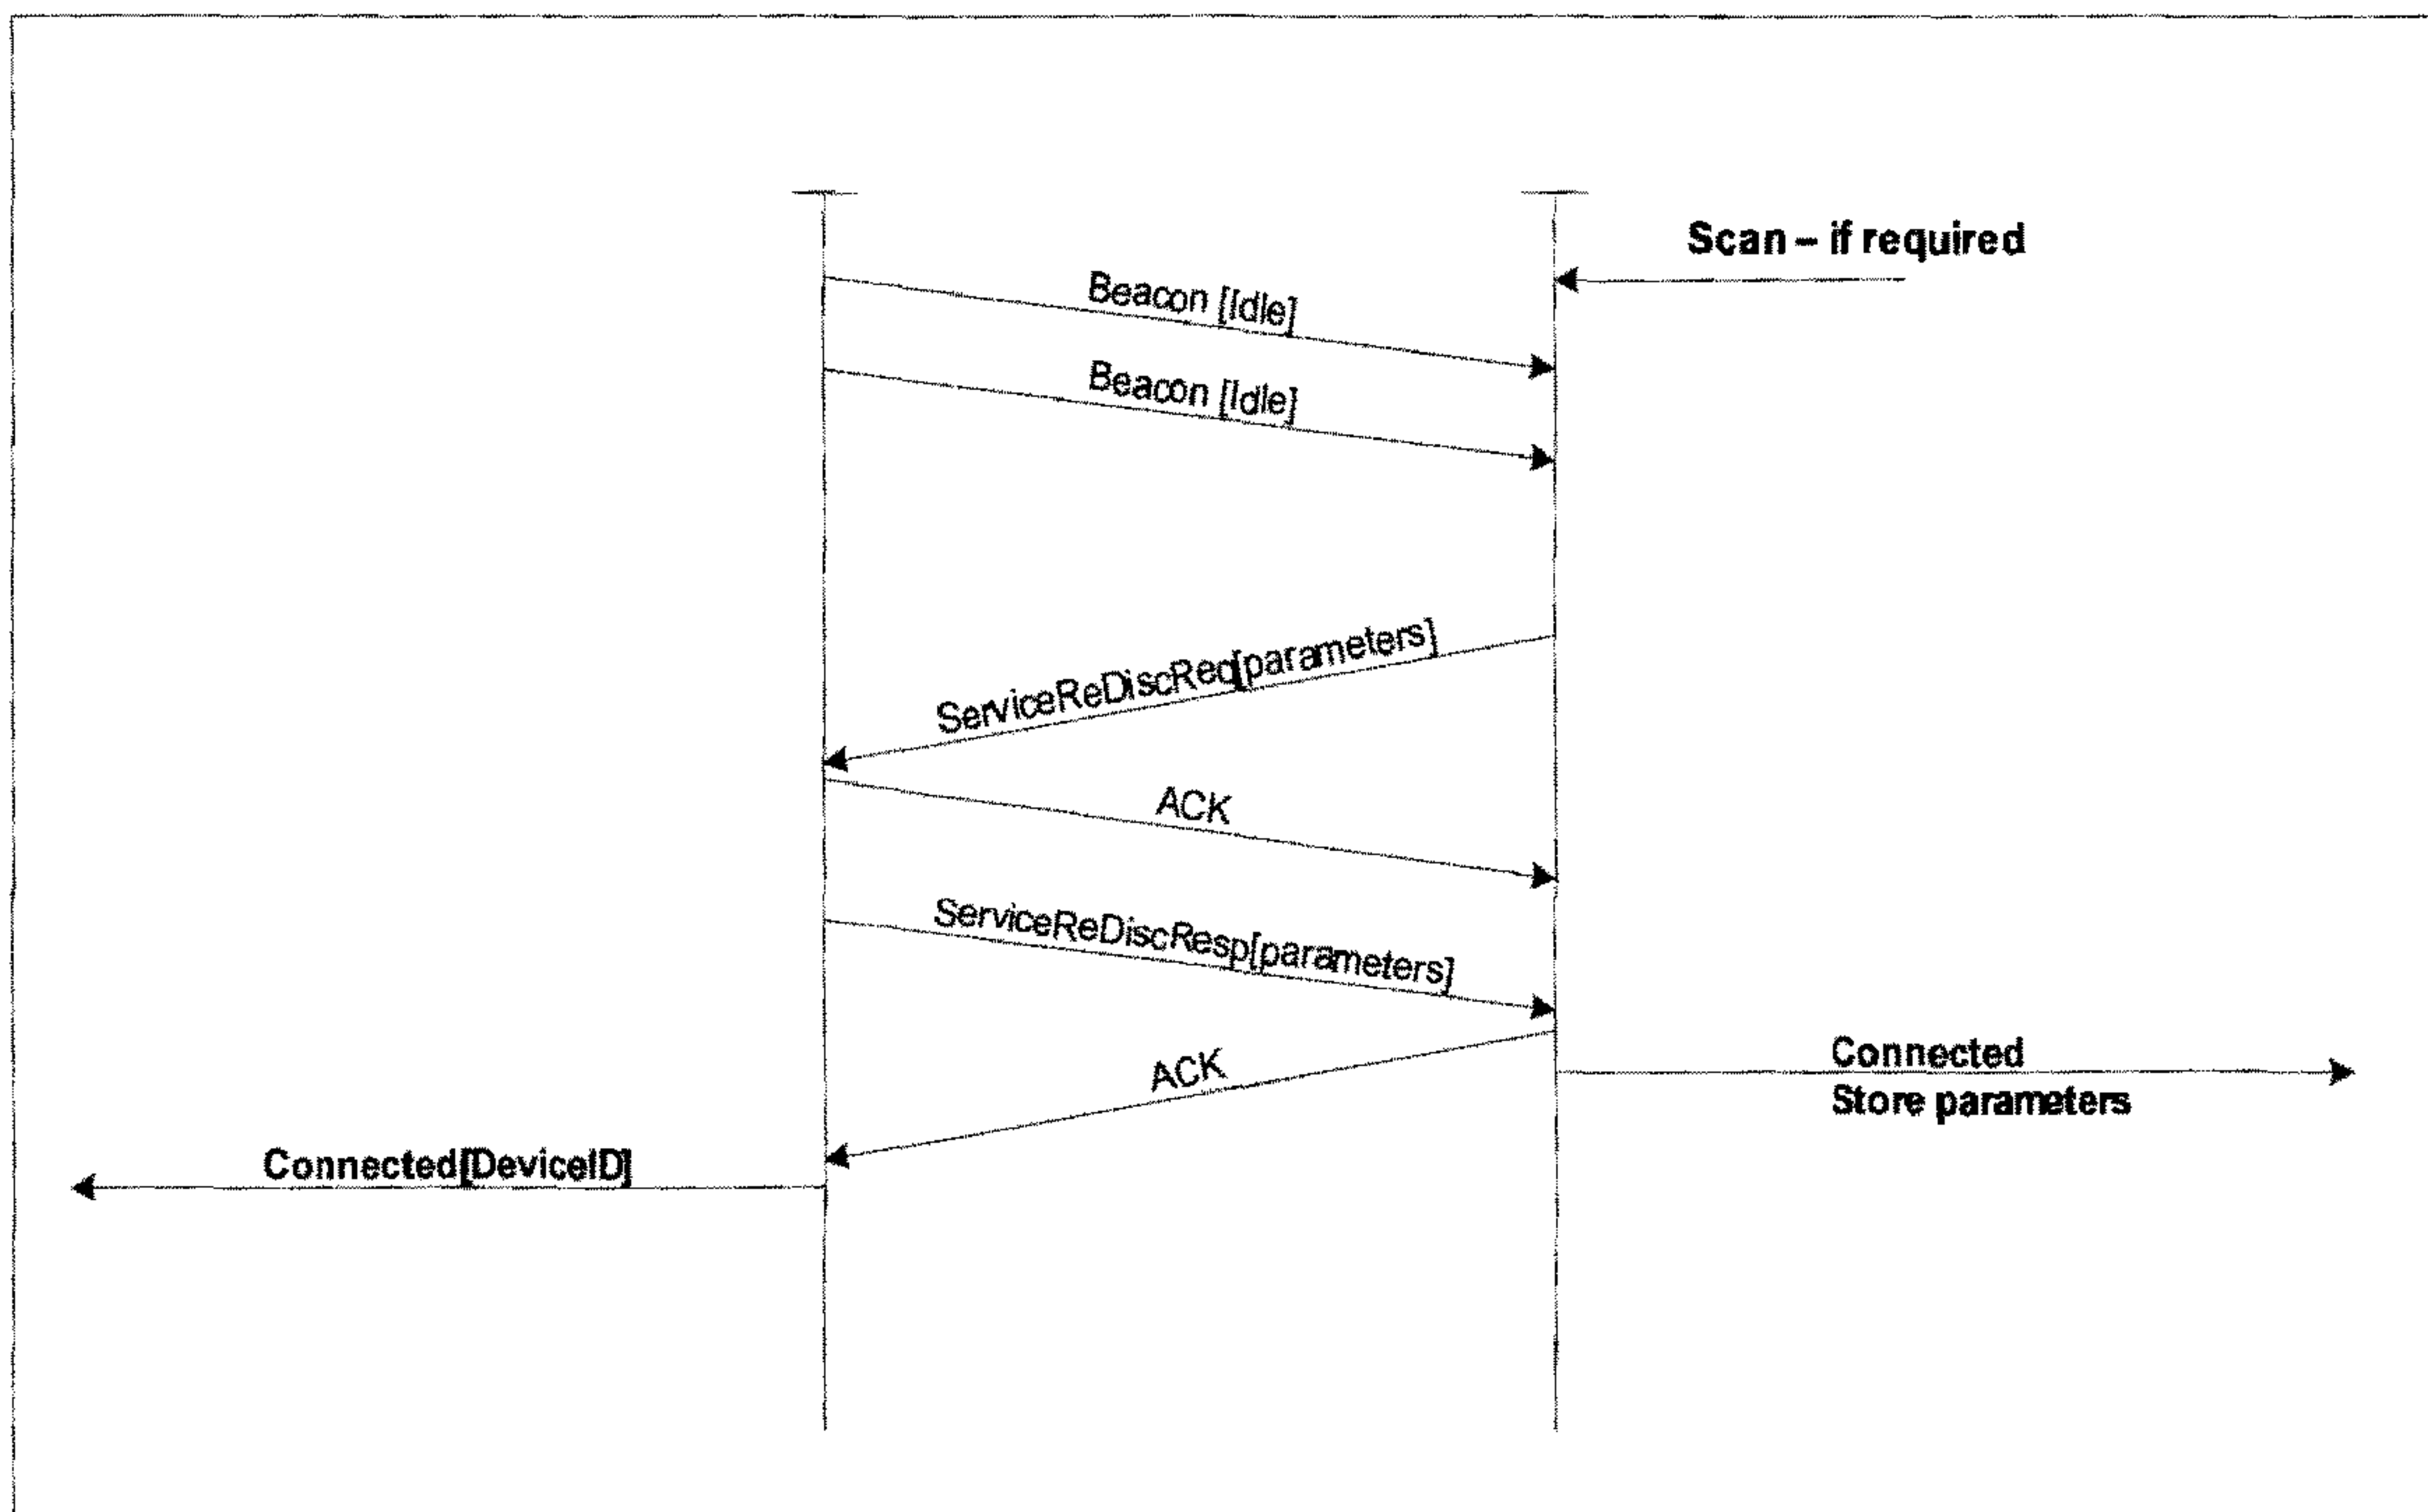 Scan – if required
Beacon [Idle]
Beacon [Idle]
ServiceReDiscReq[parameters]
ACK
ServiceReDiscResp[parameters]
ACK
Connected
Store parameters
Connected[DeviceID]